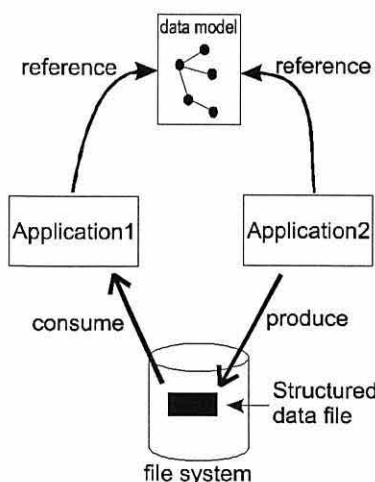 data model
reference
reference
Application1
Application2
consume
produce
Structured
data file
file system